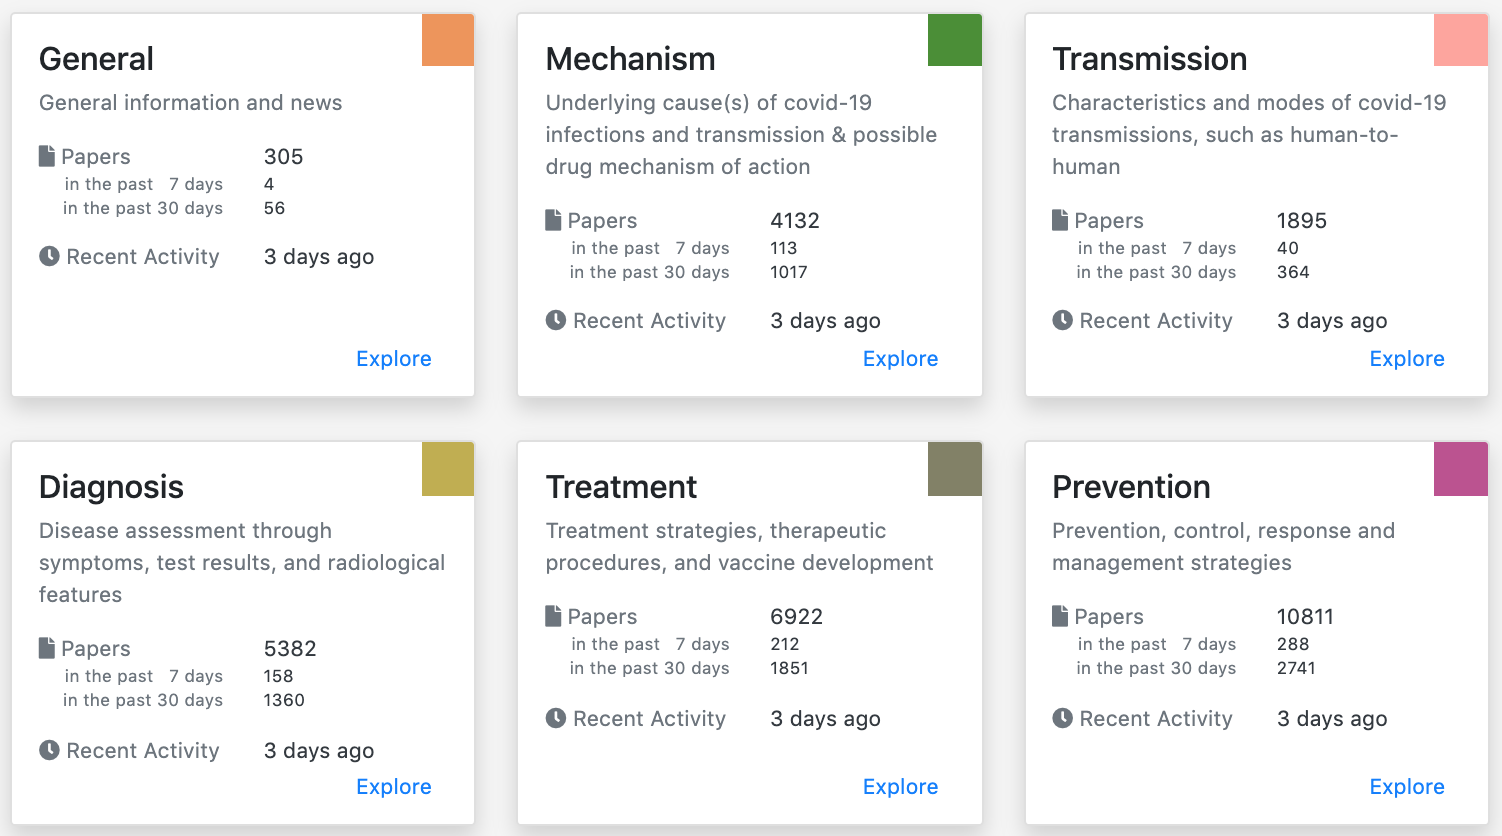 General
General information and news
Papers 305
in the past 7 days 4
in the past 30 days 56
Recent Activity 3 days ago
Explore
Mechanism
Underlying cause(s) of covid-19
infections and transmission & possible
drug mechanism of action
Papers 4132
in the past 7 days 113
in the past 30 days 1017
Recent Activity 3 days ago
Explore
Transmission
Characteristics and modes of covid-19
transmissions, such as human-to-
human
Papers 1895
in the past 7 days 40
in the past 30 days 364
Recent Activity 3 days ago
Explore
Diagnosis
Disease assessment through
symptoms, test results, and radiological
features
Papers 5382
in the past 7 days 158
in the past 30 days 1360
Recent Activity 3 days ago
Explore
Treatment
Treatment strategies, therapeutic
procedures, and vaccine development
Papers 6922
in the past 7 days 212
in the past 30 days 1851
Recent Activity 3 days ago
Explore
Prevention
Prevention, control, response and
management strategies
Papers 10811
in the past 7 days 288
in the past 30 days 2741
Recent Activity 3 days ago
Explore